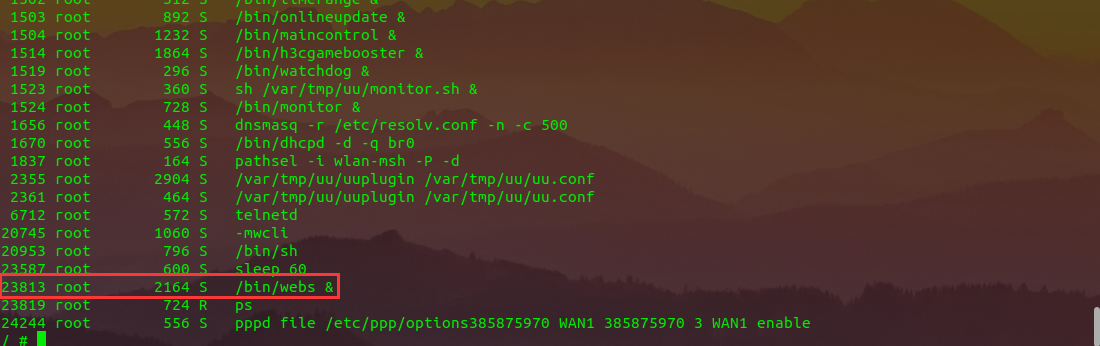 1503 root 892 S /bin/onlineupdate &
1504 root 1232 S /bin/maincontrol &
1514 root 1864 S /bin/h3cgamebooster &
1519 root 296 S /bin/watchdog &
1523 root 360 S sh /var/tmp/uu/monitor.sh &
1524 root 728 S /bin/monitor &
1656 root 448 S dnsmasq -r /etc/resolv.conf -n -c 500
1670 root 556 S /bin/dhcpd -d -q br0
1837 root 164 S pathsel -i wlan-msh -P -d
2355 root 2904 S /var/tmp/uu/uuplugin /var/tmp/uu/uu.conf
2361 root 464 S /var/tmp/uu/uuplugin /var/tmp/uu/uu.conf
6712 root 572 S telnetd
20745 root 1060 S -mwcli
20953 root 796 S /bin/sh
23587 root 600 S sleep 60
23813 root 2164 S /bin/webs &
23819 root 724 R ps
24244 root 556 S pppd file /etc/ppp/options385875970 WAN1 385875970 3 WAN1 enable
/ #